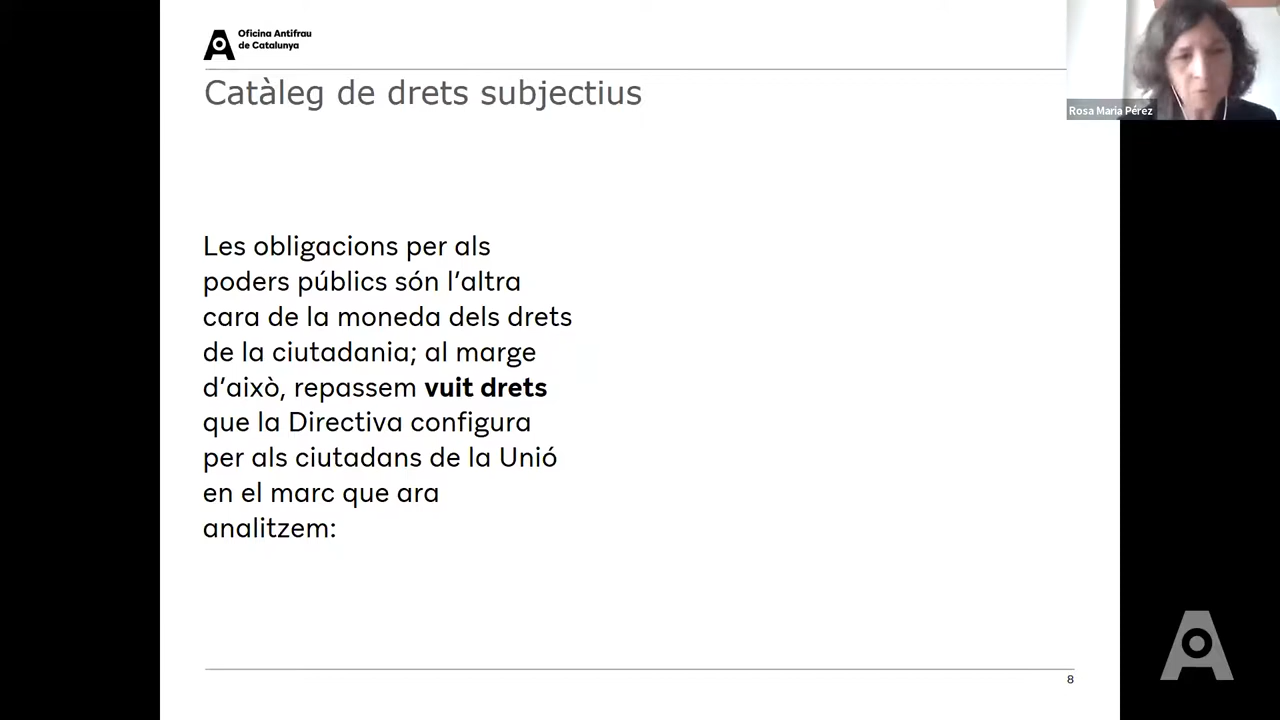 Oficina Antifrau
de Catalunya
Catàleg de drets subjectius
Rosa Maria Pérez
Les obligacions per als
poders públics són l’altra
cara de la moneda dels drets
de la ciutadania; al marge
d’això, repassem vuit drets
que la Directiva configura
per als ciutadans de la Unió
en el marc que ara
analitzem:
8